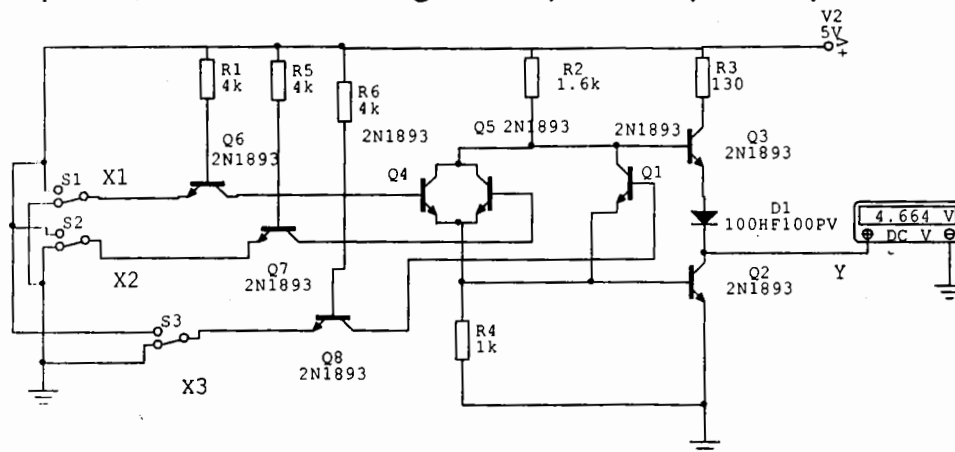 V2
5V
V
+
R1
4k
R5
4k
R6
4k
R2
1.6k
R3
130
Q6
2N1893
2N1893
Q5 2N1893
2N1893
Q3
2N1893
Q4
Q1
S1
X1
S2
X2
Q7
2N1893
D1
100HF100PV
4.664 V
DC V
Y
Q2
2N1893
S3
X3
Q8
2N1893
R4
1k